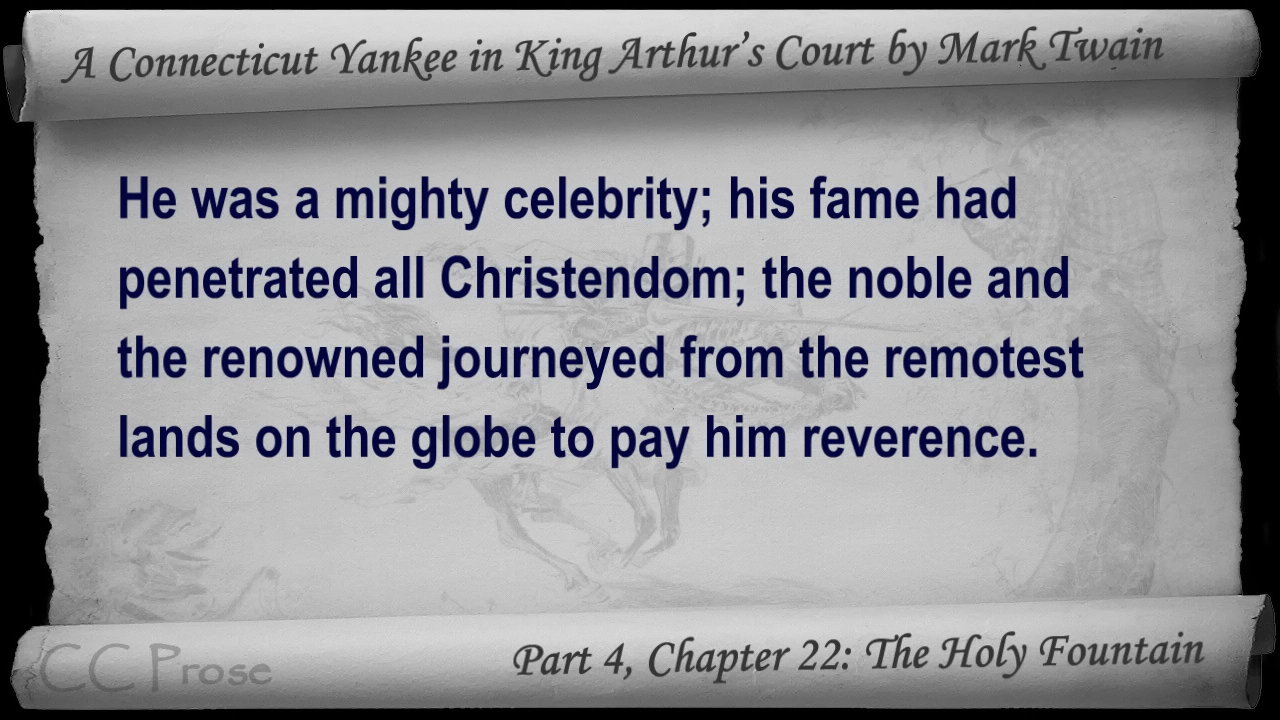 A Connecticut Yankee in King Arthur's Court by Mark Twain
He was a mighty celebrity; his fame had
penetrated all Christendom; the noble and
the renowned journeyed from the remotest
lands on the globe to pay him reverence.
CC Prose
Part 4, Chapter 22: The Holy Fountain